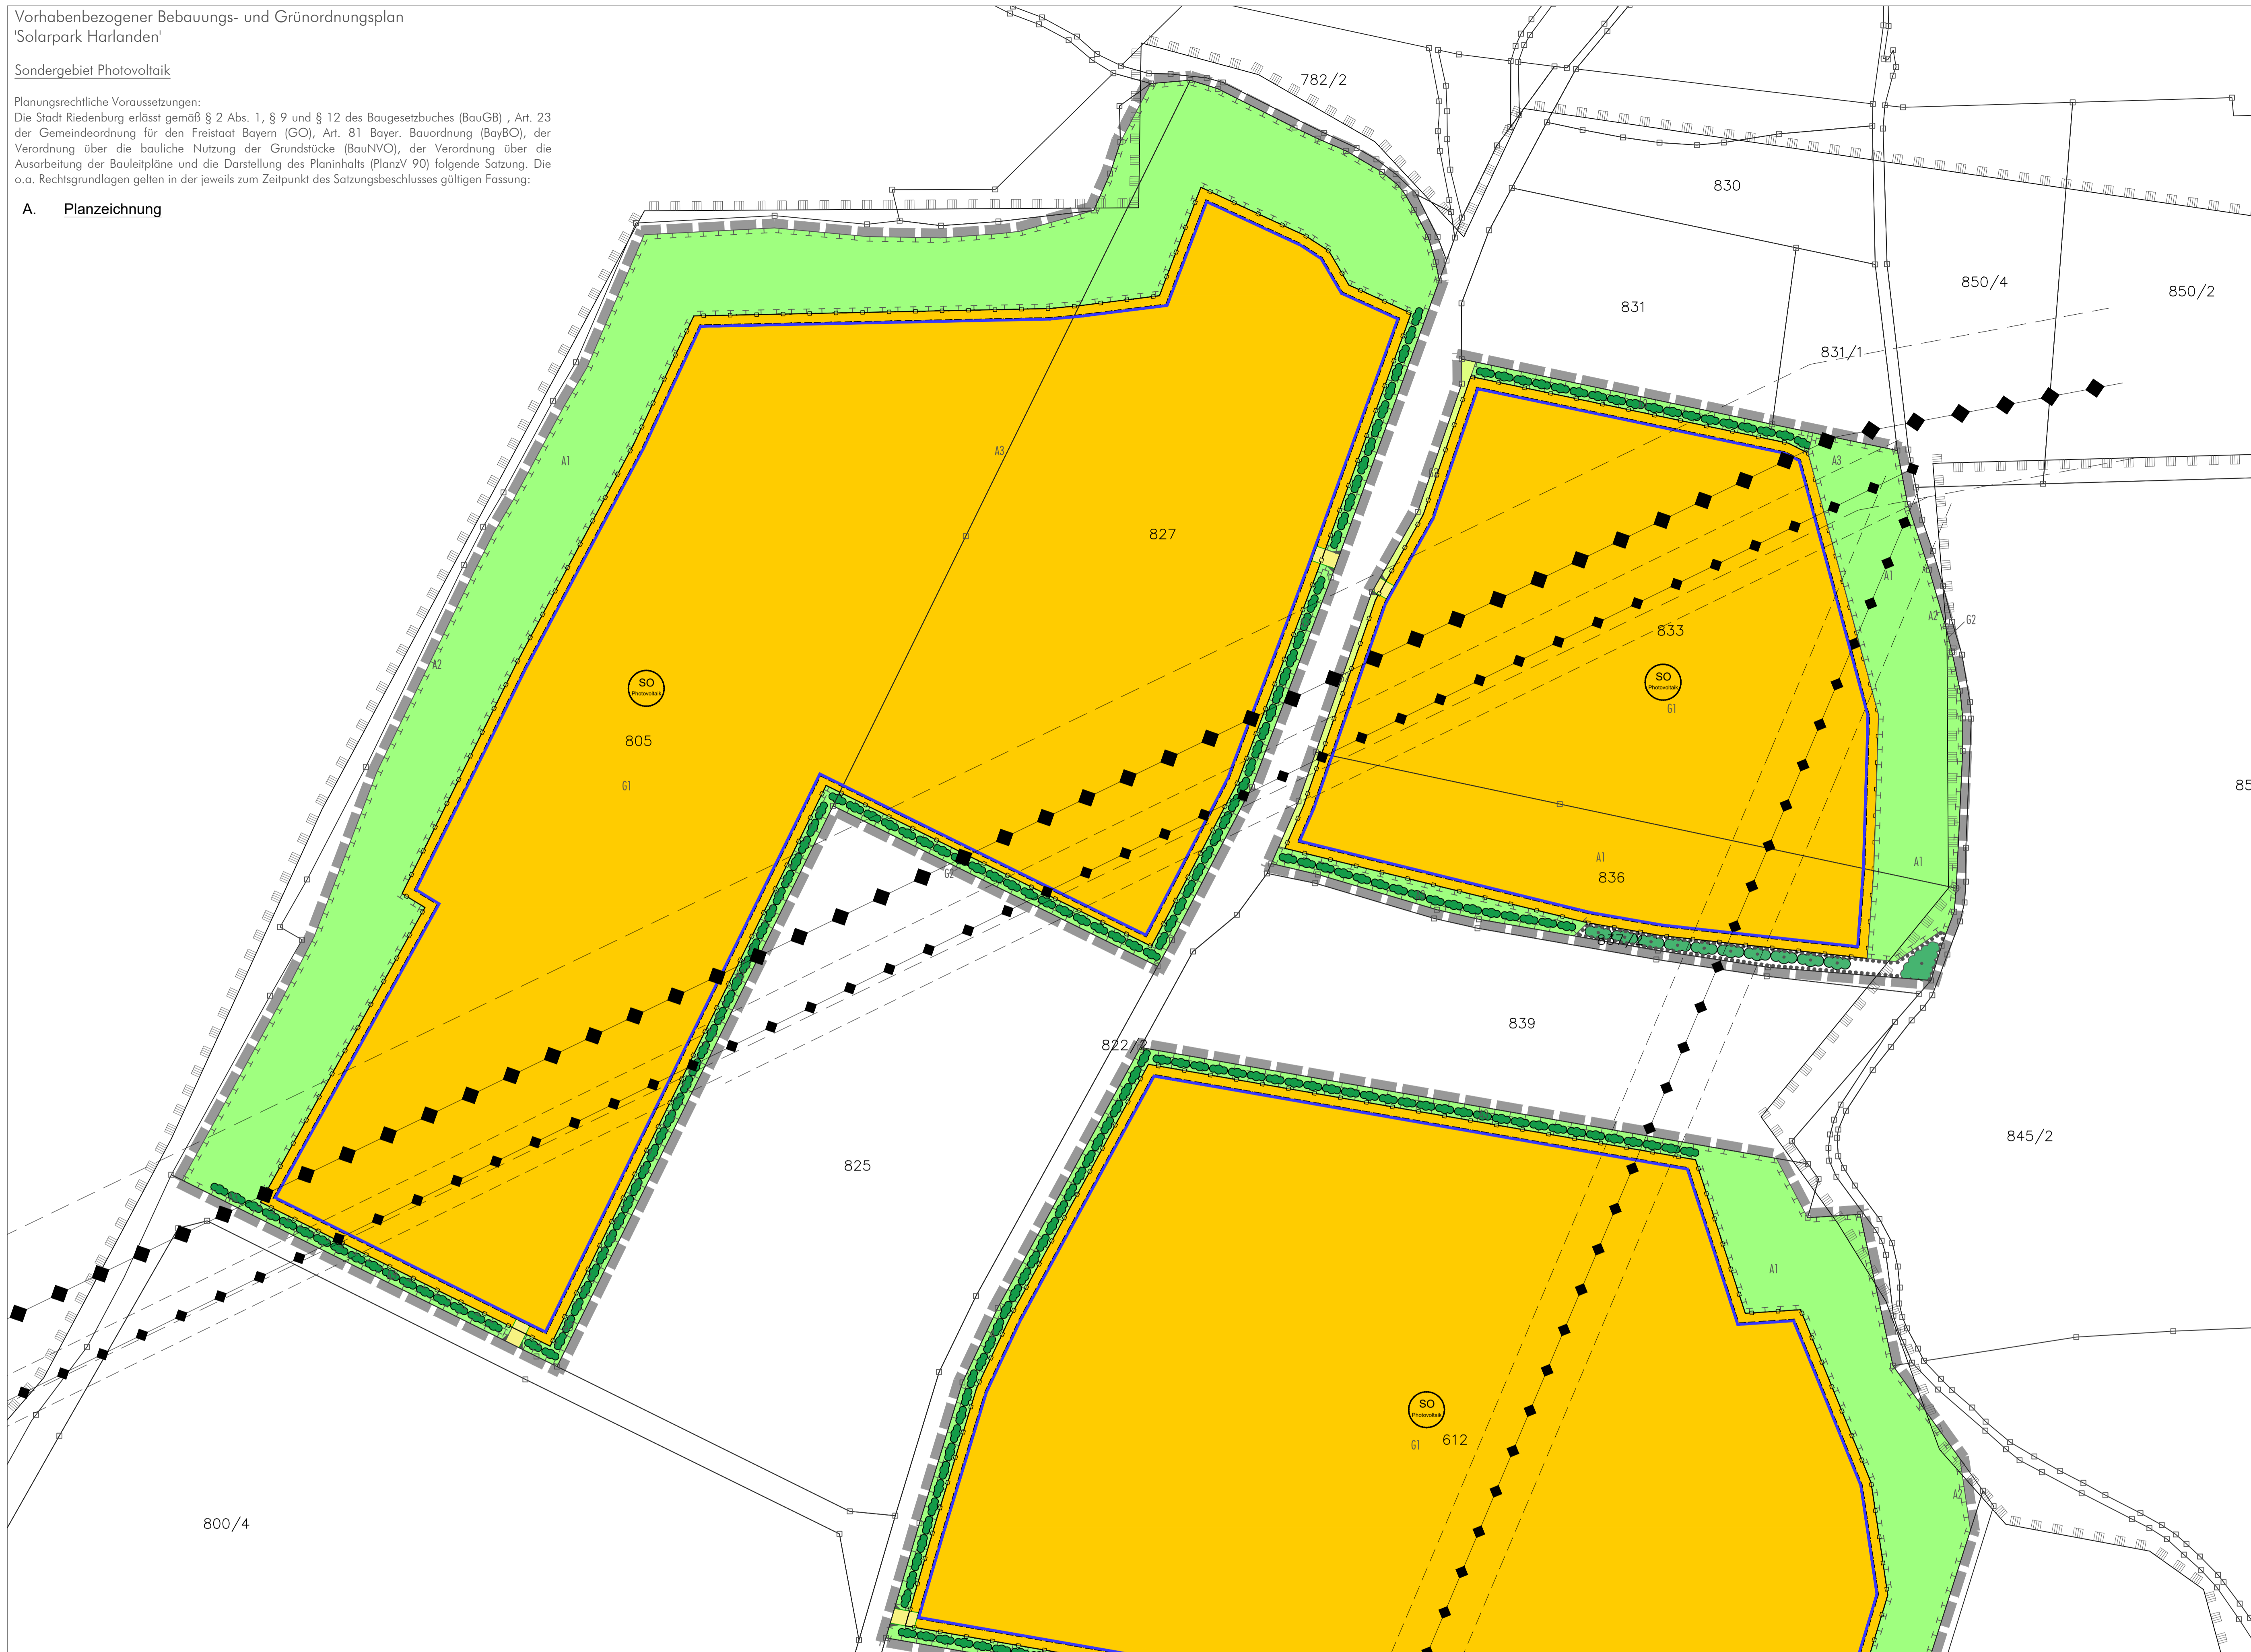 Vorhabenbezogener Bebauungs- und Grünordnungsplan
'Solarpark Harlanden'
Sondergebiet Photovoltaik
Planungsrechtliche Voraussetzungen:
Die Stadt Riedenburg erlässt gemäß § 2 Abs. 1, § 9 und § 12 des Baugesetzbuches (BauGB) , Art. 23
der Gemeindeordnung für den Freistaat Bayern (GO), Art. 81 Bayer. Bauordnung (BayBO), der
Verordnung über die bauliche Nutzung der Grundstücke (BauNVO), der Verordnung über die
Ausarbeitung der Bauleitpläne und die Darstellung des Planinhalts (PlanzV 90) folgende Satzung. Die
o.a. Rechtsgrundlagen gelten in der jeweils zum Zeitpunkt des Satzungsbeschlusses gültigen Fassung:
A. Planzeichnung
782/2
830
831
850/4
850/2
831/1
A1
A3
A3
G2
827
A1
A2
G2
833
A2
SO
Photovoltaik
SO
Photovoltaik
G1
805
G1
85
A1
A1
836
G2
837/2
839
822/2
845/2
825
A1
SO
Photovoltaik
G1
612
A2
800/4